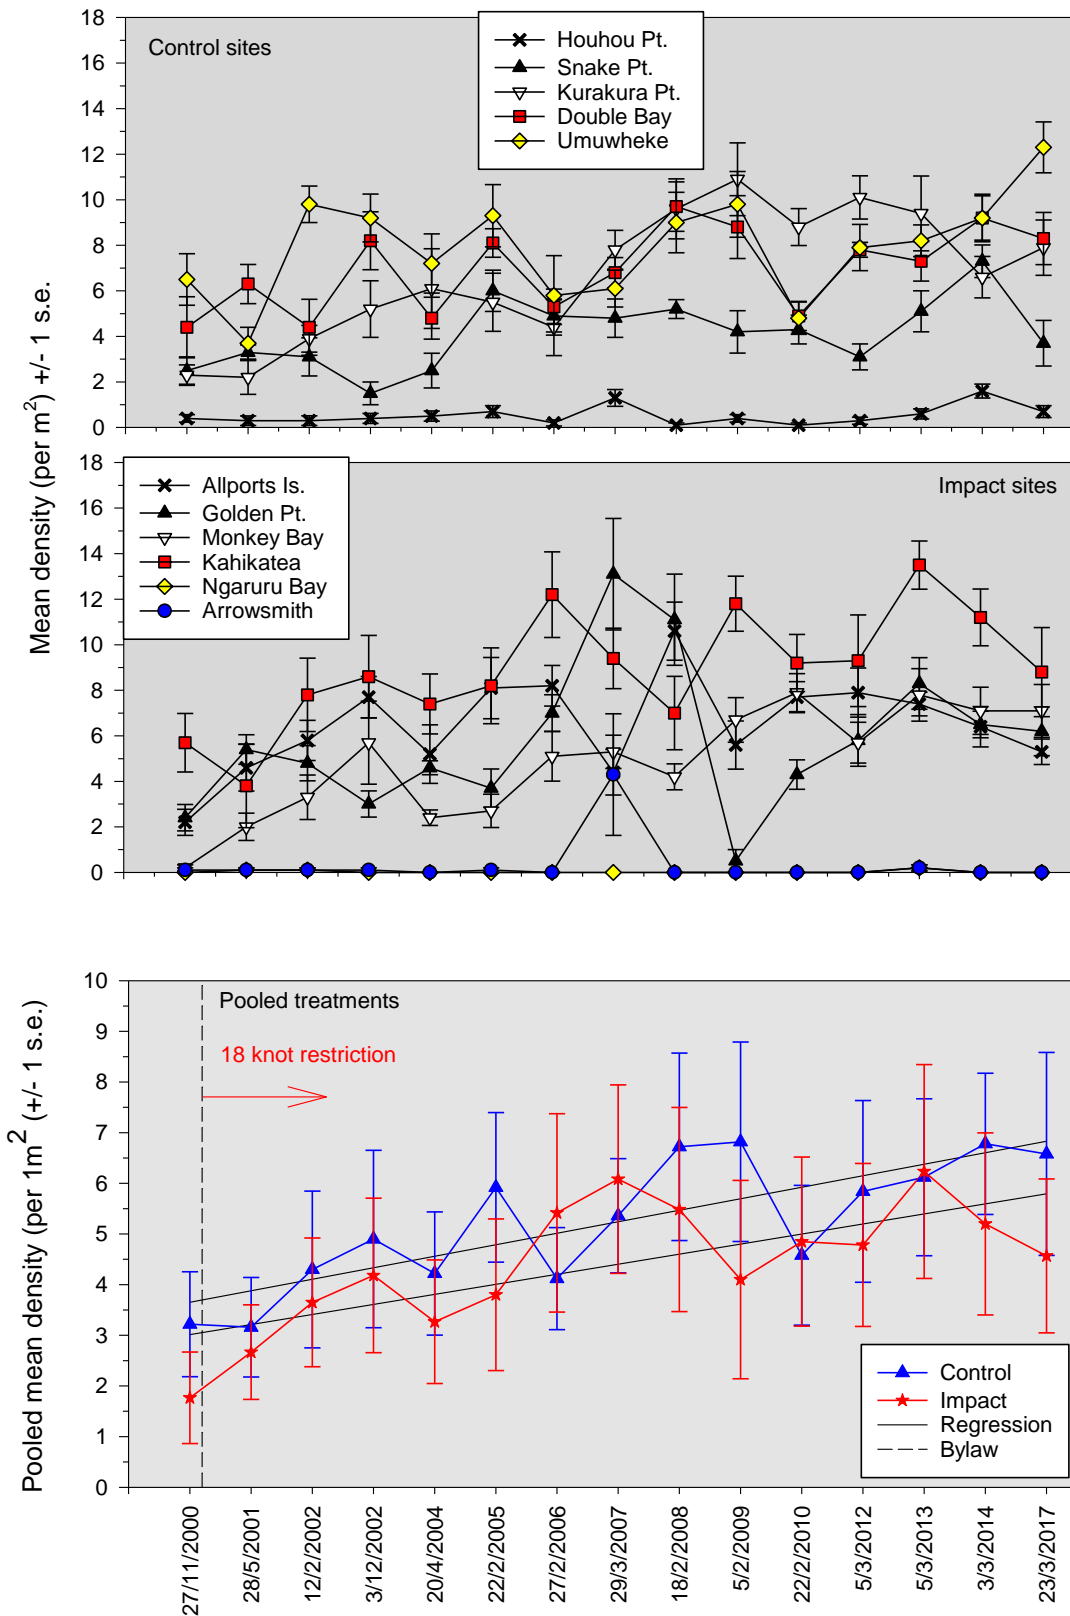 Mean density (per m2) +/- 1 s.e.
18
16
14
12
10
8
6
4
2
0
Control sites
Houhou Pt.
Snake Pt.
Kurakura Pt.
Double Bay
Umuwheke
18
16
14
12
10
8
6
4
2
0
Impact sites
Allports Is.
Golden Pt.
Monkey Bay
Kahikatea
Ngaruru Bay
Arrowsmith
Pooled mean density (per 1m2 (+/- 1 s.e.)
10
9
8
7
6
5
4
3
2
1
0
Pooled treatments
18 knot restriction
Control
Impact
Regression
Bylaw
27/11/2000
28/5/2001
12/2/2002
3/12/2002
20/4/2004
22/2/2005
27/2/2006
29/3/2007
18/2/2008
5/2/2009
22/2/2010
5/3/2012
5/3/2013
3/3/2014
23/3/2017